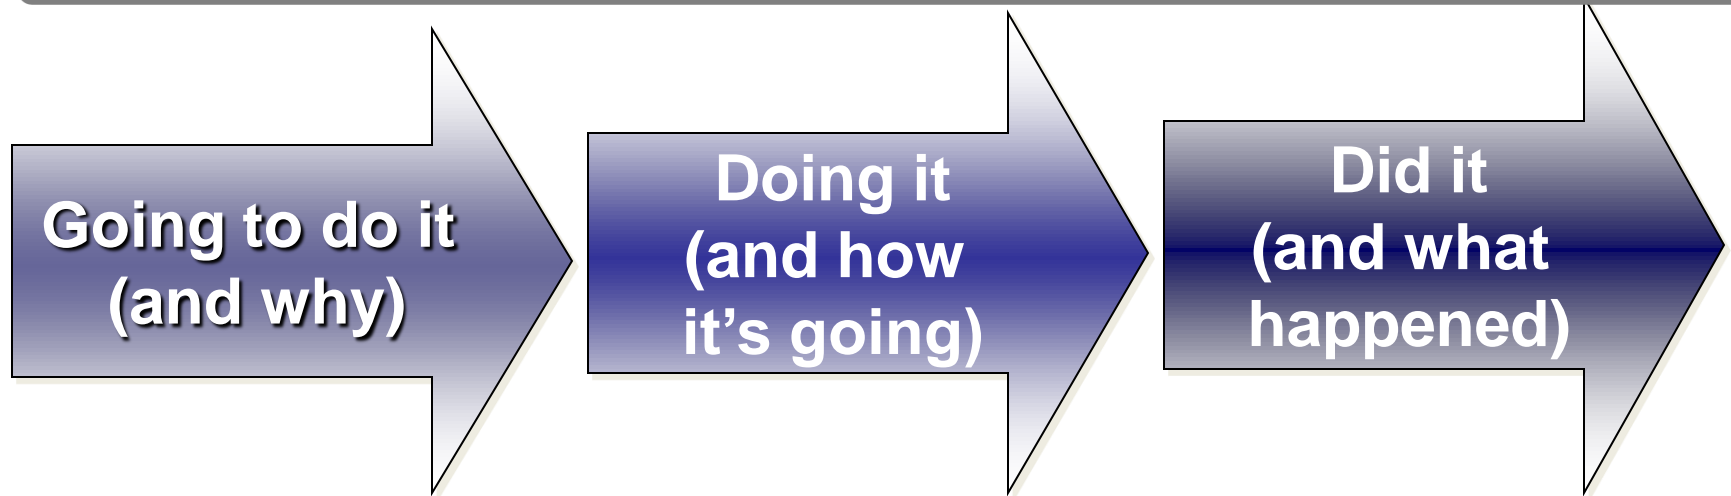 Going to do it
(and why)
Doing it
(and how
it’s going)
Did it
(and what
happened)